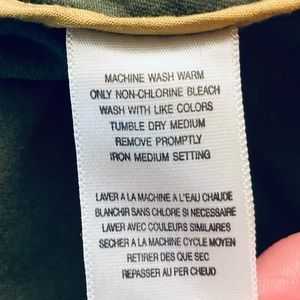 MACHINE WASH WARM
ONLY NON-CHLORINE BLEACH
WASH WITH LIKE COLORS
TUMBLE DRY MEDIUM
REMOVE PROMPTLY
IRON MEDIUM SETTING
LAVER A LA MACHINE A L'EAU CHAUDE
BLANCHIR SANS CHLORE SI NECESSAIRE
LAVER AVEC COULEURS SIMILAIRES
SECHER A LA MACHINE CYCLE MOYEN
RETIRER DES QUE SEC
REPASSER AU PER CHEUD